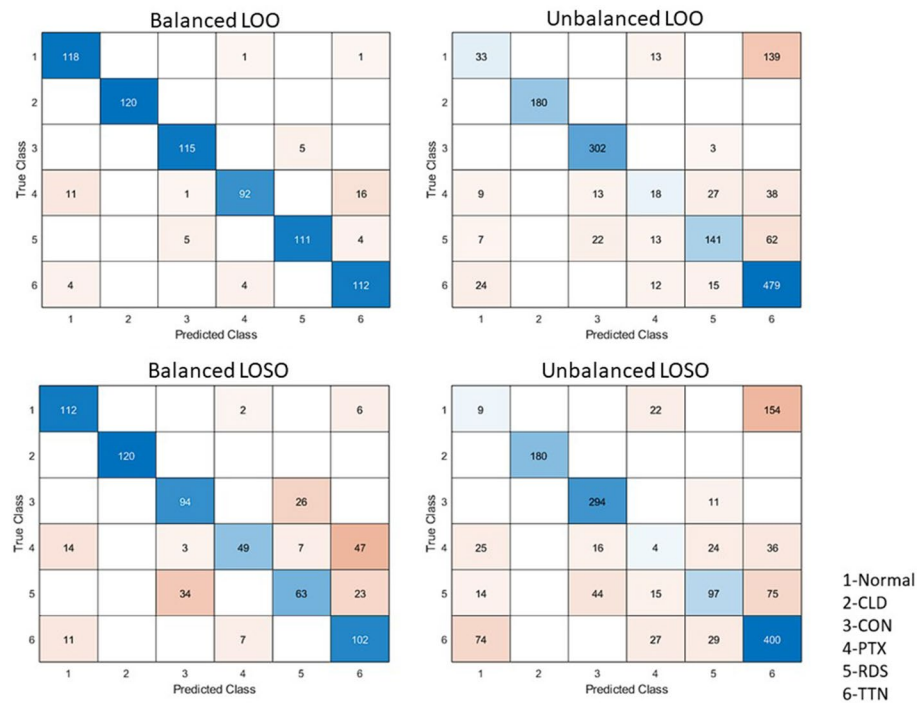 Balanced LOO
Unbalanced LOO
True Class
1 118 1 1
2 120
3 115 5
4 11 1 92 16
5 5 111 4
6 4 4 112
1 2 3 4 5 6
Predicted Class
True Class
1 33 13 139
2 180
3 302 3
4 9 13 18 27 38
5 7 22 13 141 62
6 24 12 15 479
1 2 3 4 5 6
Predicted Class
Balanced LOSO
Unbalanced LOSO
True Class
1 112 2 6
2 120
3 94 26
4 14 3 49 7 47
5 34 63 23
6 11 7 102
1 2 3 4 5 6
Predicted Class
True Class
1 9 22 154
2 180
3 294 11
4 25 16 4 24 36
5 14 44 15 97 75
6 74 27 29 400
1 2 3 4 5 6
Predicted Class
1-Normal
2-CLD
3-CON
4-PTX
5-RDS
6-TTN